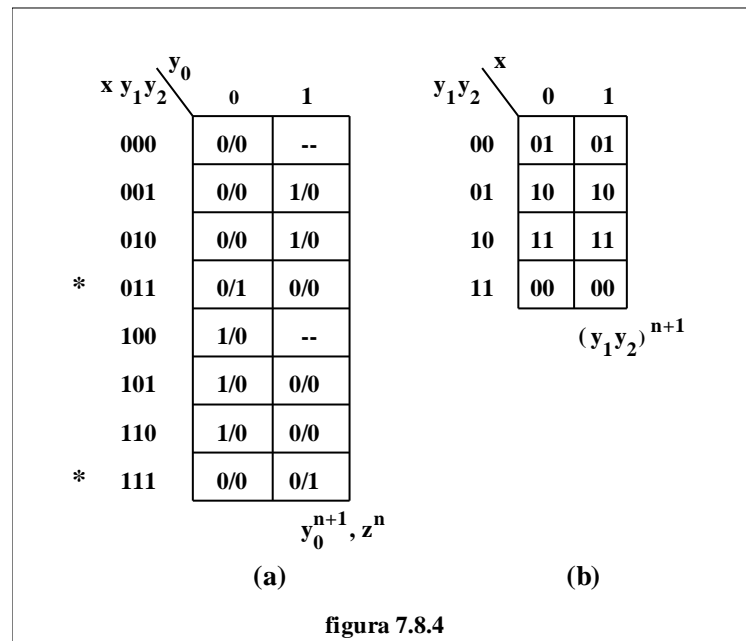 y0 x
x y1y2 0 1 y1y2 0 1
000 0/0 -- 00 01 01
001 0/0 1/0 01 10 10
010 0/0 1/0 10 11 11
* 011 0/1 0/0 11 00 00
100 1/0 -- (y1y2)^n+1
101 1/0 0/0
110 1/0 0/0
* 111 0/0 0/1
y0^n+1, z^n
(a) (b)
figura 7.8.4